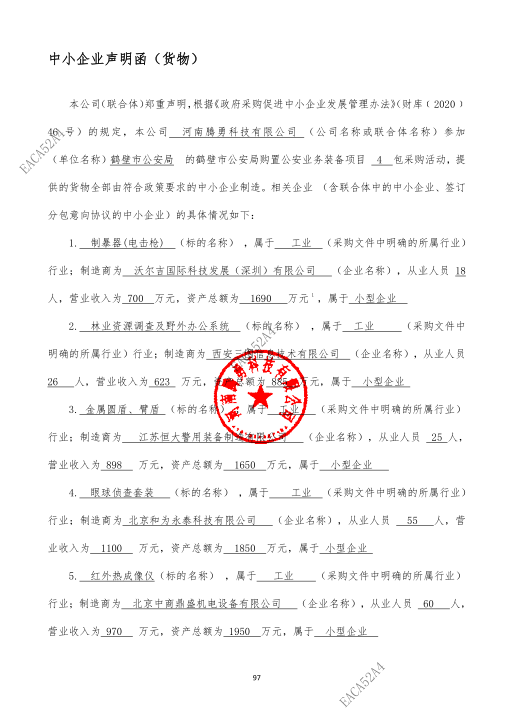 中小企业声明函（货物）
本公司（联合体）郑重声明，根据《政府采购促进中小企业发展管理办法》（财库﹝2020﹞
46 号）的规定，本公司 河南腾勇科技有限公司 （公司名称或联合体名称）参加
（单位名称）鹤壁市公安局 的鹤壁市公安局购置公安业务装备项目 4 包采购活动，提
供的货物全部由符合政策要求的中小企业制造。相关企业 （含联合体中的中小企业、签订
分包意向协议的中小企业）的具体情况如下：
1. 制暴器(电击枪) （标的名称） ，属于 工业 （采购文件中明确的所属行业）
行业；制造商为 沃尔吉国际科技发展（深圳）有限公司 （企业名称），从业人员 18
人，营业收入为 700 万元，资产总额为 1690 万元¹，属于 小型企业
2. 林业资源调查及野外办公系统 （标的名称） ，属于 工业 （采购文件中
明确的所属行业）行业；制造商为 西安三图信息技术有限公司 （企业名称），从业人员
26 人，营业收入为 623 万元，资产总额为 885 万元，属于 小型企业
3. 金属圆盾、臂盾 （标的名称） ，属于 工业 （采购文件中明确的所属行业）
行业；制造商为 江苏恒大警用装备制造有限公司 （企业名称），从业人员 25 人，
营业收入为 898 万元，资产总额为 1650 万元，属于 小型企业
4. 眼球侦查套装 （标的名称） ，属于 工业 （采购文件中明确的所属行业）
行业；制造商为 北京和为永泰科技有限公司 （企业名称），从业人员 55 人，营
业收入为 1100 万元，资产总额为 1850 万元，属于 小型企业
5. 红外热成像仪（标的名称） ，属于 工业 （采购文件中明确的所属行业）
行业；制造商为 北京中商鼎盛机电设备有限公司 （企业名称），从业人员 60 人，
营业收入为 970 万元，资产总额为 1950 万元，属于 小型企业
97
河南腾勇科技有限公司
EACA52A4
EACA52A4
EACA52A4